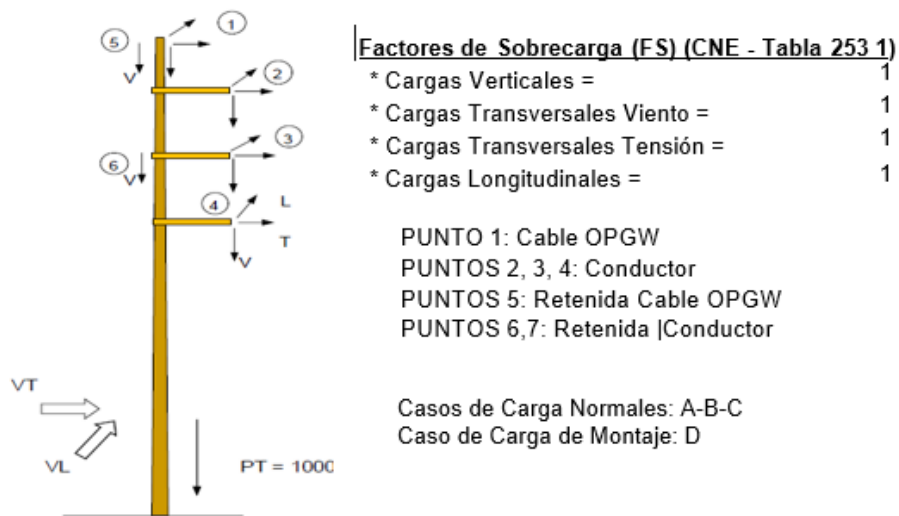 1
5
V
2
3
6
V
4
L
T
V
VT
VL
PT = 1000
Factores de Sobrecarga (FS) (CNE - Tabla 253 1)
* Cargas Verticales = 1
* Cargas Transversales Viento = 1
* Cargas Transversales Tensión = 1
* Cargas Longitudinales = 1
PUNTO 1: Cable OPGW
PUNTOS 2, 3, 4: Conductor
PUNTOS 5: Retenida Cable OPGW
PUNTOS 6,7: Retenida |Conductor
Casos de Carga Normales: A-B-C
Caso de Carga de Montaje: D